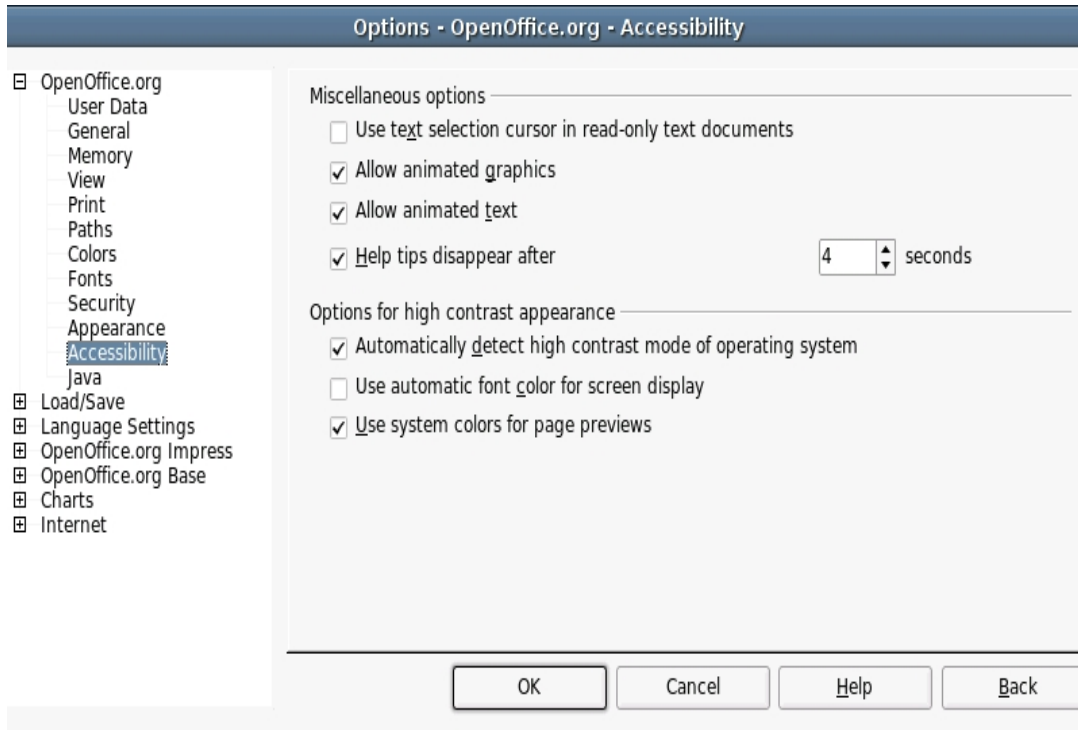 Options - OpenOffice.org - Accessibility
OpenOffice.org
User Data
General
Memory
View
Print
Paths
Colors
Fonts
Security
Appearance
Accessibility
Java
Load/Save
Language Settings
OpenOffice.org Impress
OpenOffice.org Base
Charts
Internet
Miscellaneous options
Use text selection cursor in read-only text documents
Allow animated graphics
Allow animated text
Help tips disappear after 4 seconds
Options for high contrast appearance
Automatically detect high contrast mode of operating system
Use automatic font color for screen display
Use system colors for page previews
OK Cancel Help Back